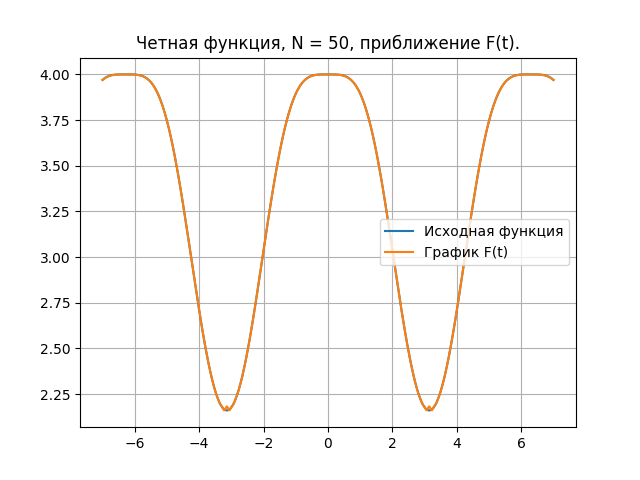 Четная функция, N = 50, приближение F(t).
4.00
3.75
3.50
3.25
3.00
2.75
2.50
2.25
Исходная функция
График F(t)
−6 −4 −2 0 2 4 6